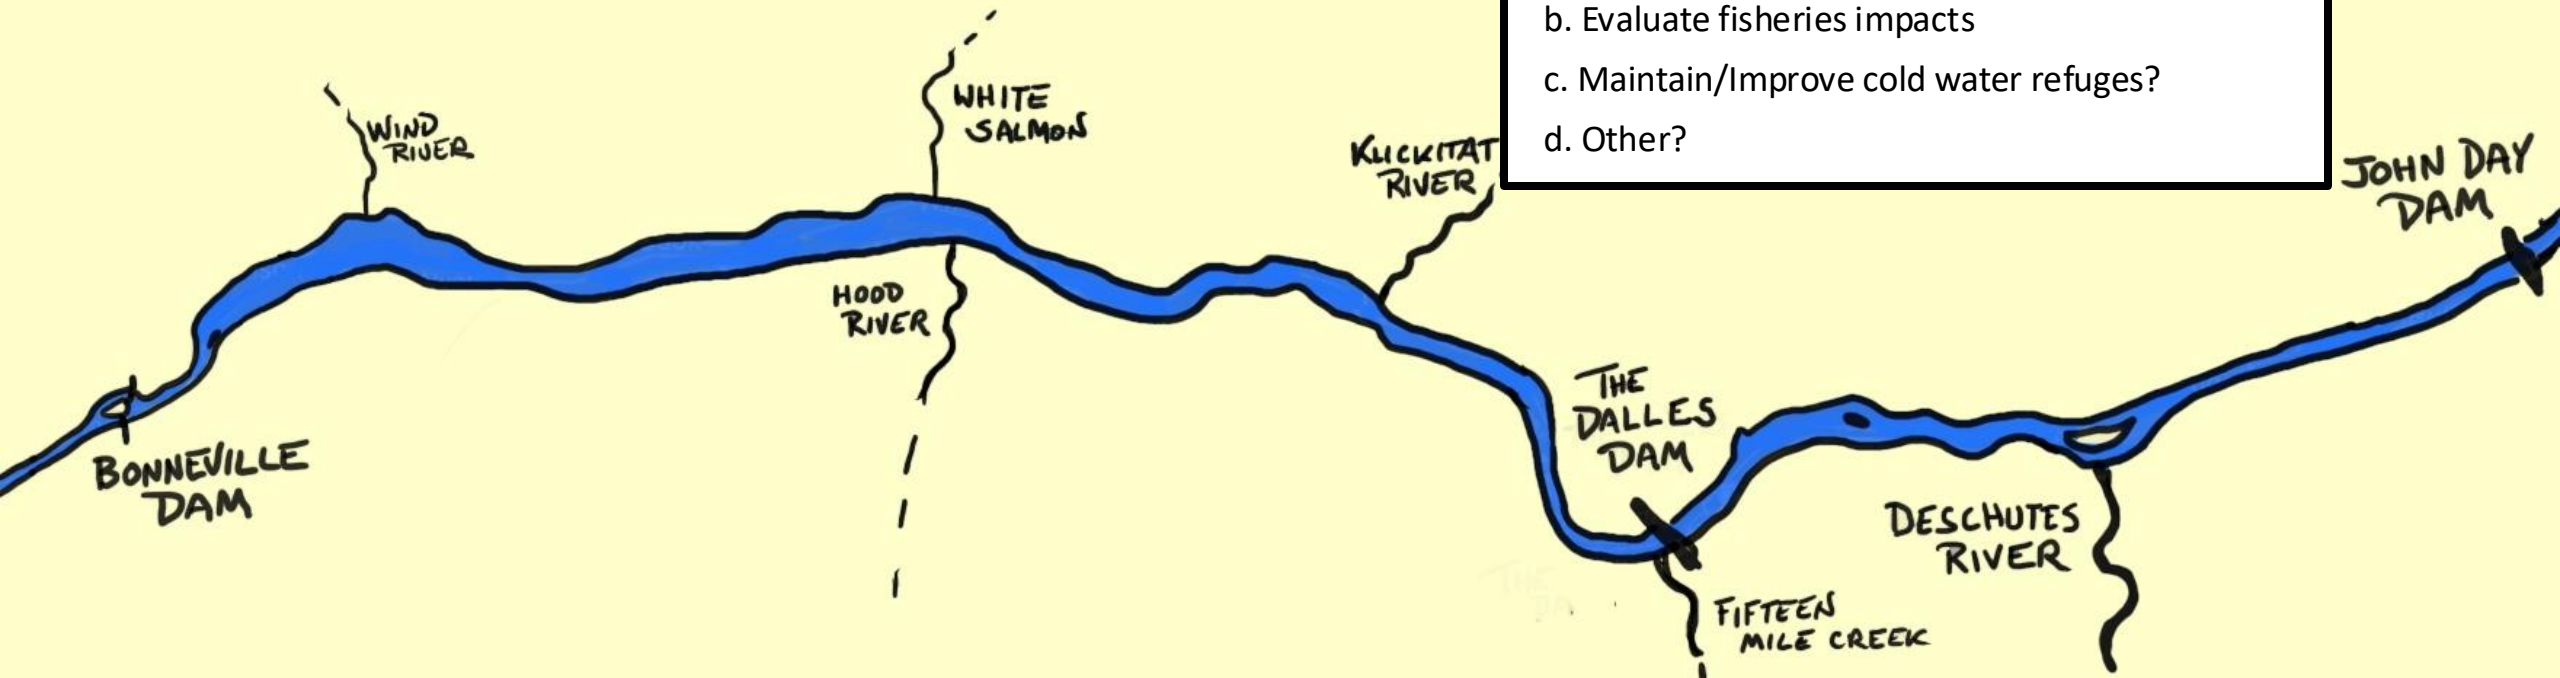 b. Evaluate fisheries impacts
c. Maintain/Improve cold water refuges?
d. Other?
WIND
RIVER
WHITE
SALMON
KLICKITAT
RIVER
JOHN DAY
DAM
HOOD
RIVER
BONNEVILLE
DAM
THE
DALLES
DAM
DESCHUTES
RIVER
FIFTEEN
MILE CREEK
THE